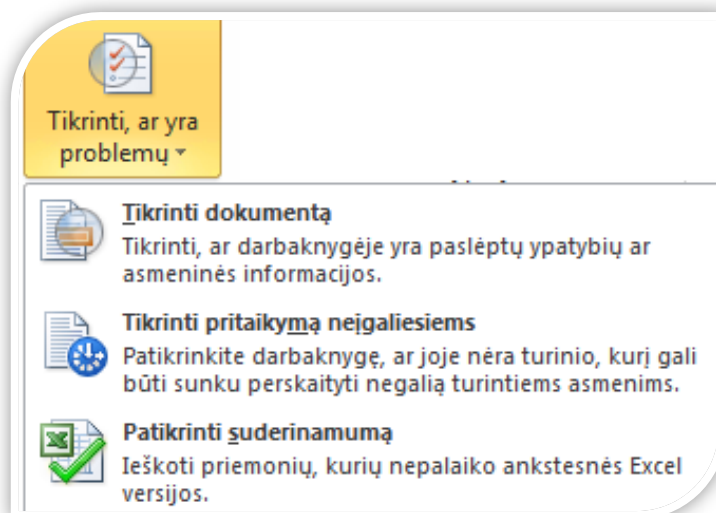 Tikrinti, ar yra
problemų
Tikrinti dokumentą
Tikrinti, ar darbaknygėje yra paslėptų ypatybių ar
asmeninės informacijos.
Tikrinti pritaikymą neįgaliesiems
Patikrinkite darbaknygę, ar joje nėra turinio, kurį gali
būti sunku perskaityti negalią turintiems asmenims.
Patikrinti suderinamumą
Ieškoti priemonių, kurių nepalaiko ankstesnės Excel
versijos.